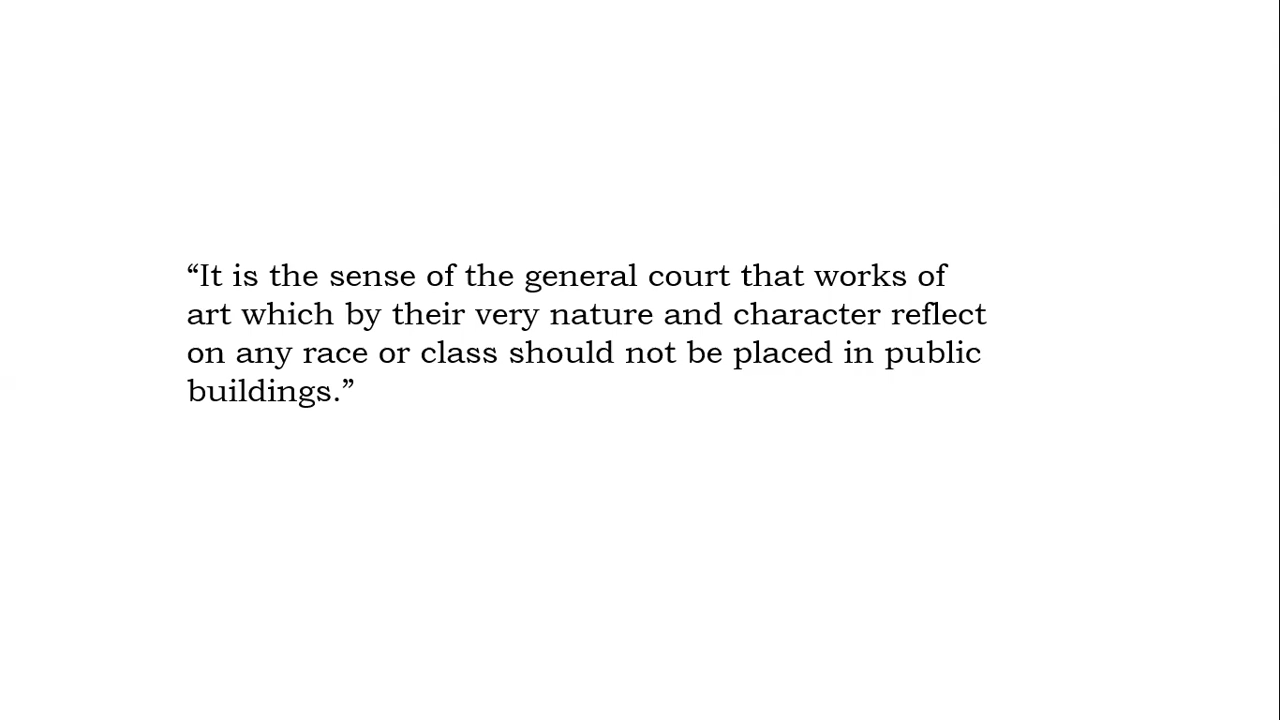 “It is the sense of the general court that works of
art which by their very nature and character reflect
on any race or class should not be placed in public
buildings.”